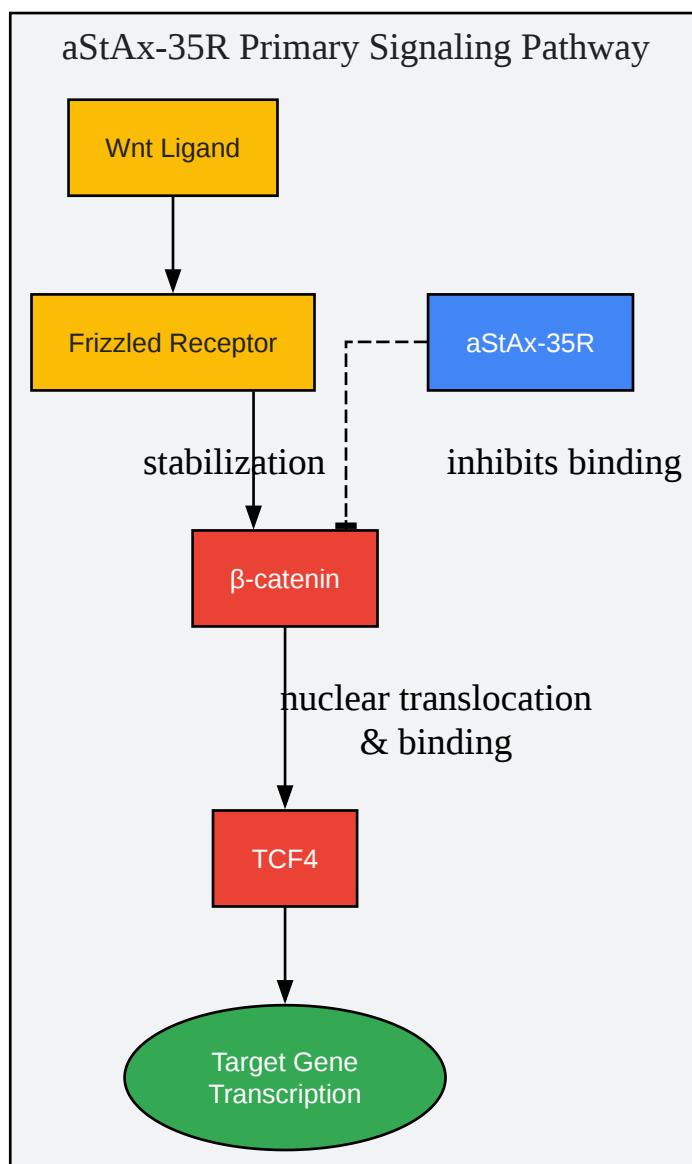 aStAx-35R Primary Signaling Pathway
Wnt Ligand
Frizzled Receptor
aStAx-35R
stabilization
inhibits binding
β-catenin
nuclear translocation
& binding
TCF4
Target Gene
Transcription